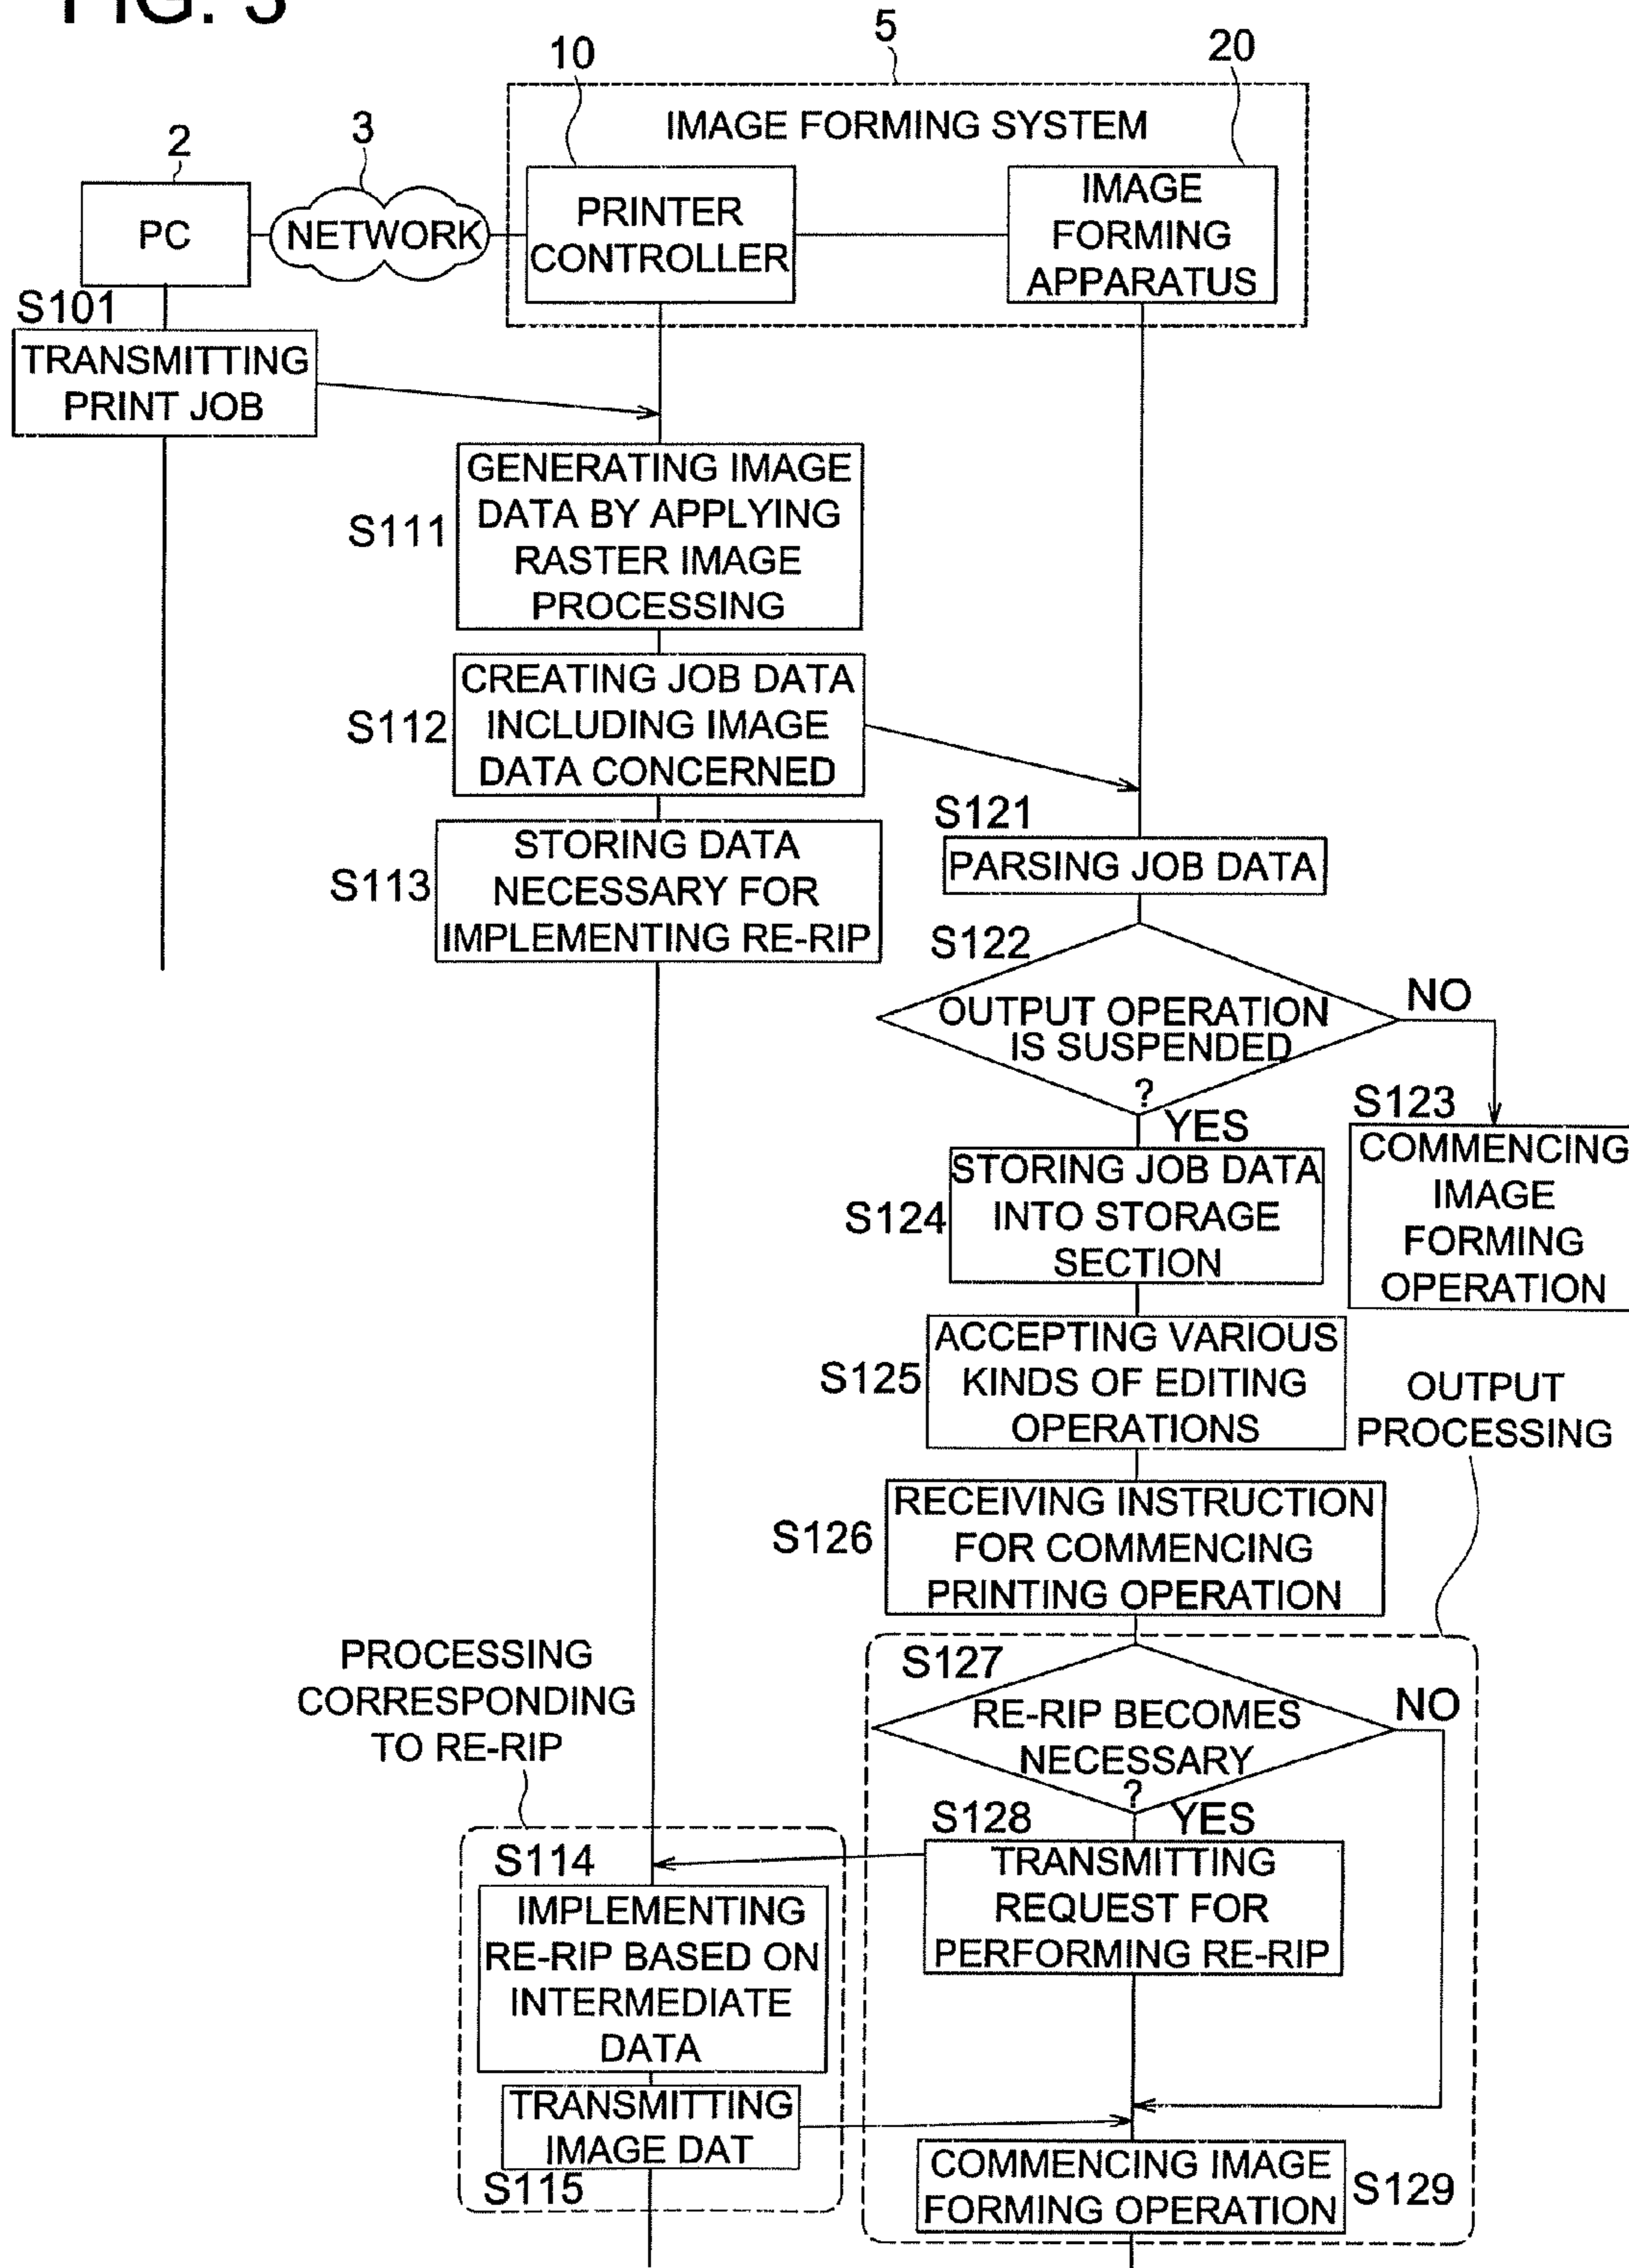 FIG. 3
5
10
20
IMAGE FORMING SYSTEM
2
3
PC
NETWORK
PRINTER
CONTROLLER
IMAGE
FORMING
APPARATUS
S101
TRANSMITTING
PRINT JOB
S111
GENERATING IMAGE
DATA BY APPLYING
RASTER IMAGE
PROCESSING
S112
CREATING JOB DATA
INCLUDING IMAGE
DATA CONCERNED
S113
STORING DATA
NECESSARY FOR
IMPLEMENTING RE-RIP
S121
PARSING JOB DATA
S122
OUTPUT OPERATION
IS SUSPENDED
?
NO
YES
S123
COMMENCING
IMAGE
FORMING
OPERATION
S124
STORING JOB DATA
INTO STORAGE
SECTION
S125
ACCEPTING VARIOUS
KINDS OF EDITING
OPERATIONS
OUTPUT
PROCESSING
S126
RECEIVING INSTRUCTION
FOR COMMENCING
PRINTING OPERATION
PROCESSING
CORRESPONDING
TO RE-RIP
S127
RE-RIP BECOMES
NECESSARY
?
NO
YES
S128
TRANSMITTING
REQUEST FOR
PERFORMING RE-RIP
S114
IMPLEMENTING
RE-RIP BASED ON
INTERMEDIATE
DATA
TRANSMITTING
IMAGE DAT
S115
COMMENCING IMAGE
FORMING OPERATION
S129